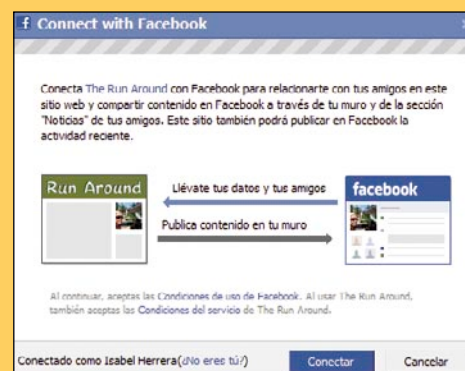 f Connect with Facebook
Conecta The Run Around con Facebook para relacionarte con tus amigos en este
sitio web y compartir contenido en Facebook a través de tu muro y de la sección
"Noticias" de tus amigos. Este sitio también podrá publicar en Facebook la
actividad reciente.
Run Around
Llévate tus datos y tus amigos
facebook
Publica contenido en tu muro
Al continuar, aceptas las Condiciones de uso de Facebook. Al usar The Run Around,
también aceptas las Condiciones del servicio de The Run Around.
Conectado como Isabel Herrera(¿No eres tú?)
Conectar
Cancelar